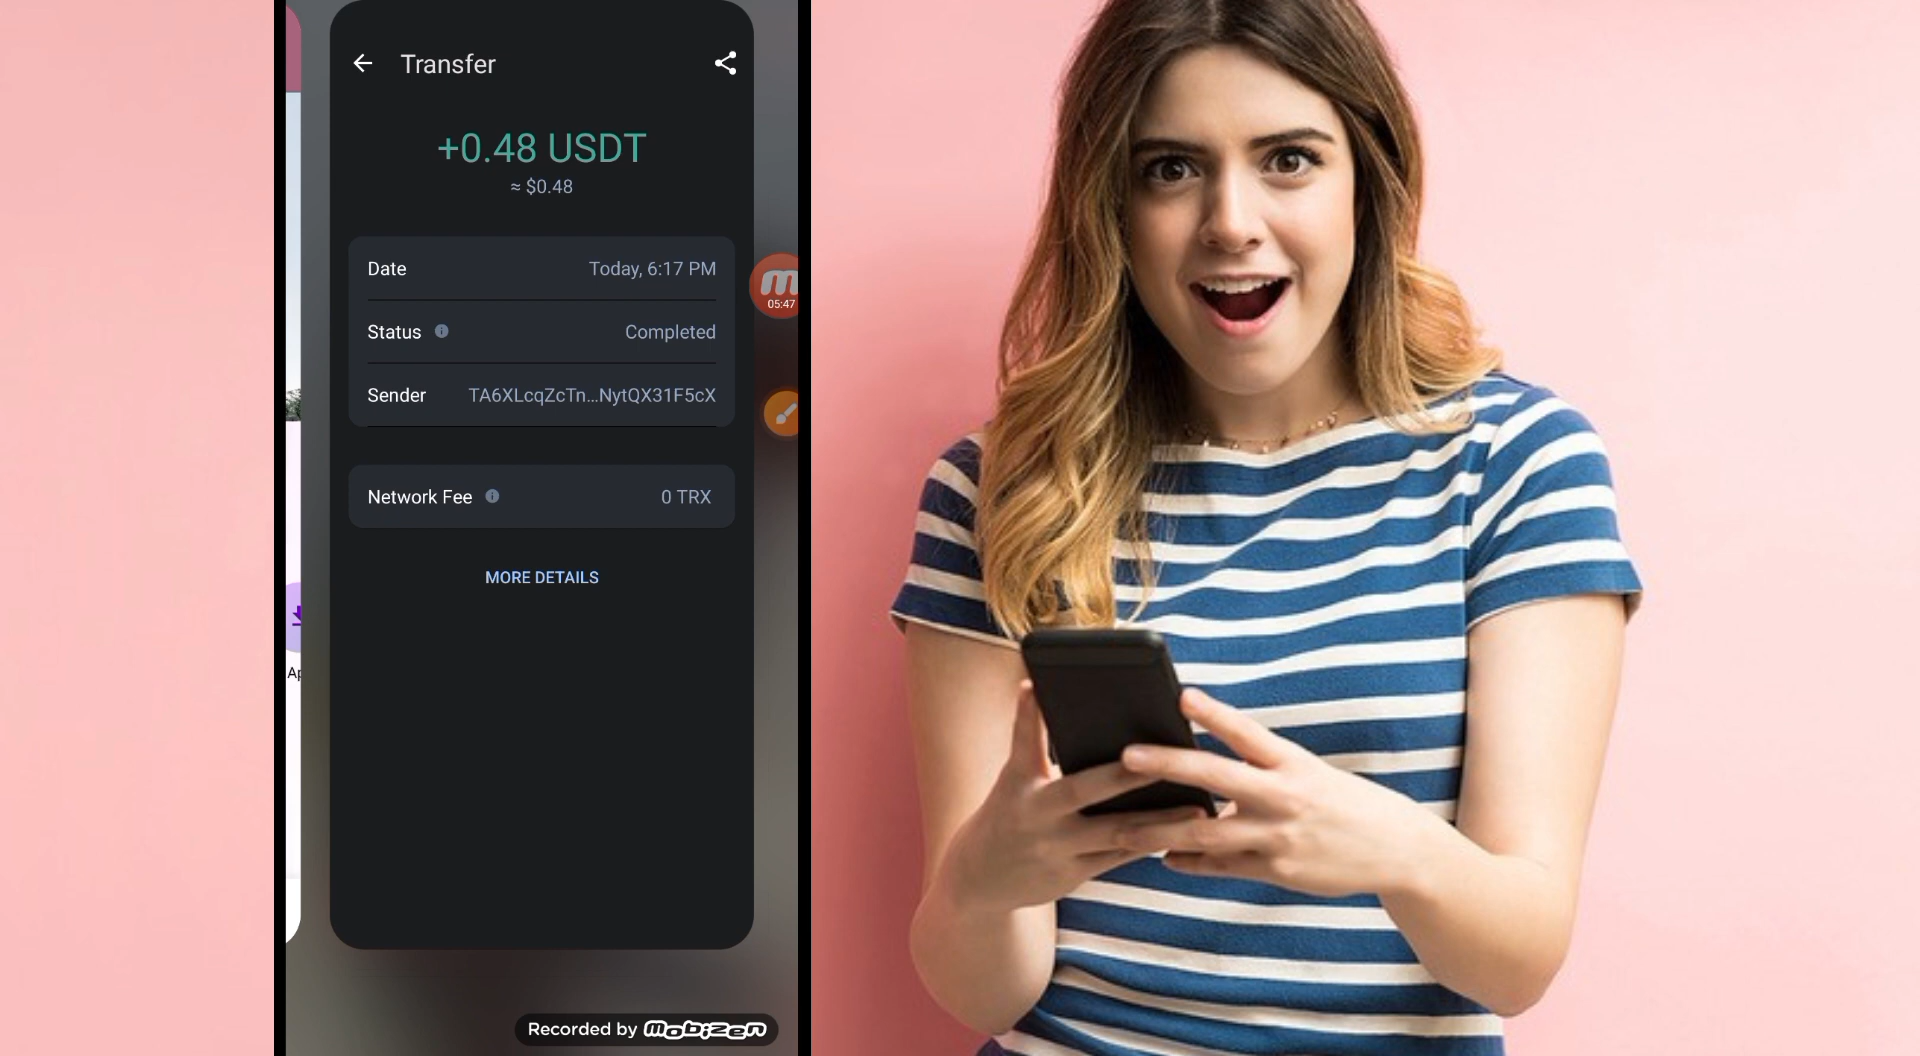 Transfer
+0.48 USDT
≈ $0.48
Date Today, 6:17 PM
Status Completed
Sender TA6XLcqZcTn...NytQX31F5cX
Network Fee 0 TRX
MORE DETAILS
m
05:47
Ap
Recorded by Mobizen